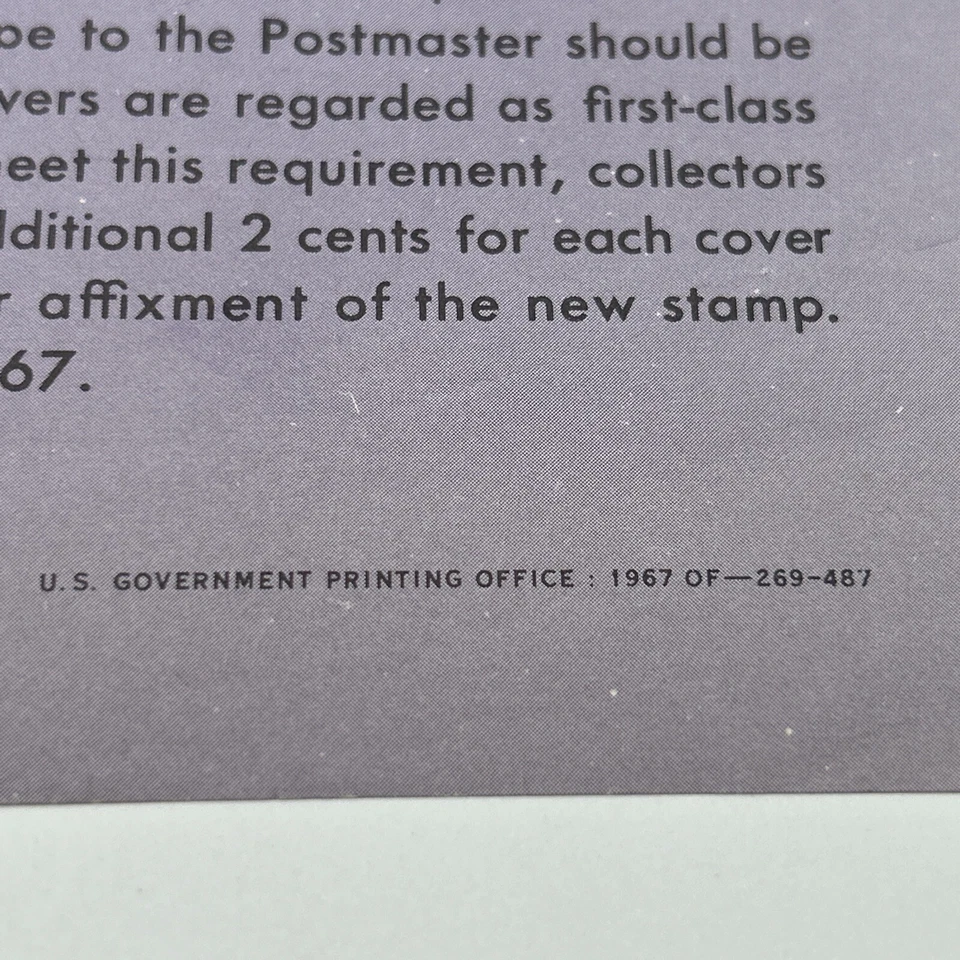 pe to the Postmaster should be
vers are regarded as first-class
eet this requirement, collectors
dditional 2 cents for each cover
r affixment of the new stamp.
67.
U.S. GOVERNMENT PRINTING OFFICE : 1967 OF—269-487